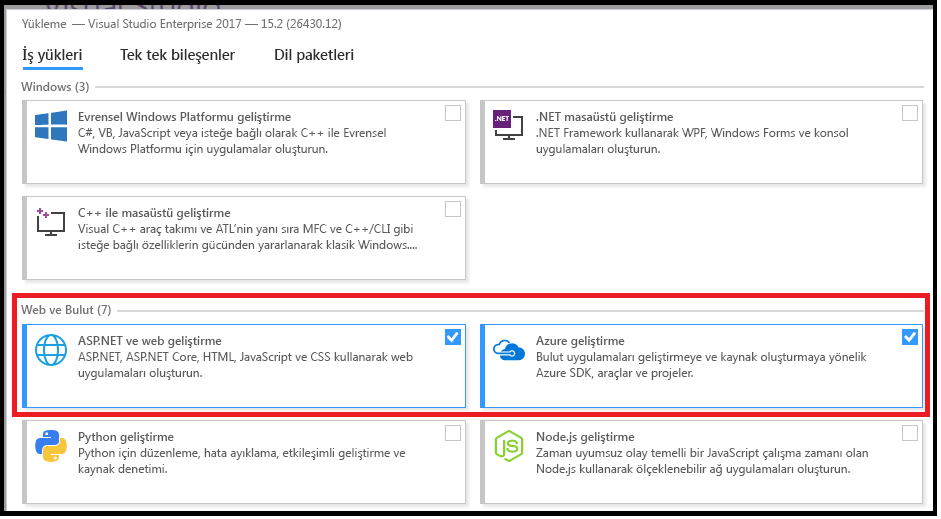 Yükleme — Visual Studio Enterprise 2017 — 15.2 (26430.12)
İş yükleri Tek tek bileşenler Dil paketleri
Windows (3)
Evrensel Windows Platformu geliştirme
C#, VB, JavaScript veya isteğe bağlı olarak C++ ile Evrensel
Windows Platformu için uygulamalar oluşturun.
.NET
.NET masaüstü geliştirme
.NET Framework kullanarak WPF, Windows Forms ve konsol
uygulamaları oluşturun.
C++ ile masaüstü geliştirme
Visual C++ araç takımı ve ATL'nin yanı sıra MFC ve C++/CLI gibi
isteğe bağlı özelliklerin gücünden yararlanarak klasik Windows....
Web ve Bulut (7)
ASP.NET ve web geliştirme
ASP.NET, ASP.NET Core, HTML, JavaScript ve CSS kullanarak web
uygulamaları oluşturun.
Azure geliştirme
Bulut uygulamaları geliştirmeye ve kaynak oluşturmaya yönelik
Azure SDK, araçlar ve projeler.
Python geliştirme
Python için düzenleme, hata ayıklama, etkileşimli geliştirme ve
kaynak denetimi.
Node.js geliştirme
Zaman uyumsuz olay temelli bir JavaScript çalışma zamanı olan
Node.js kullanarak ölçeklenebilir ağ uygulamaları oluşturun.